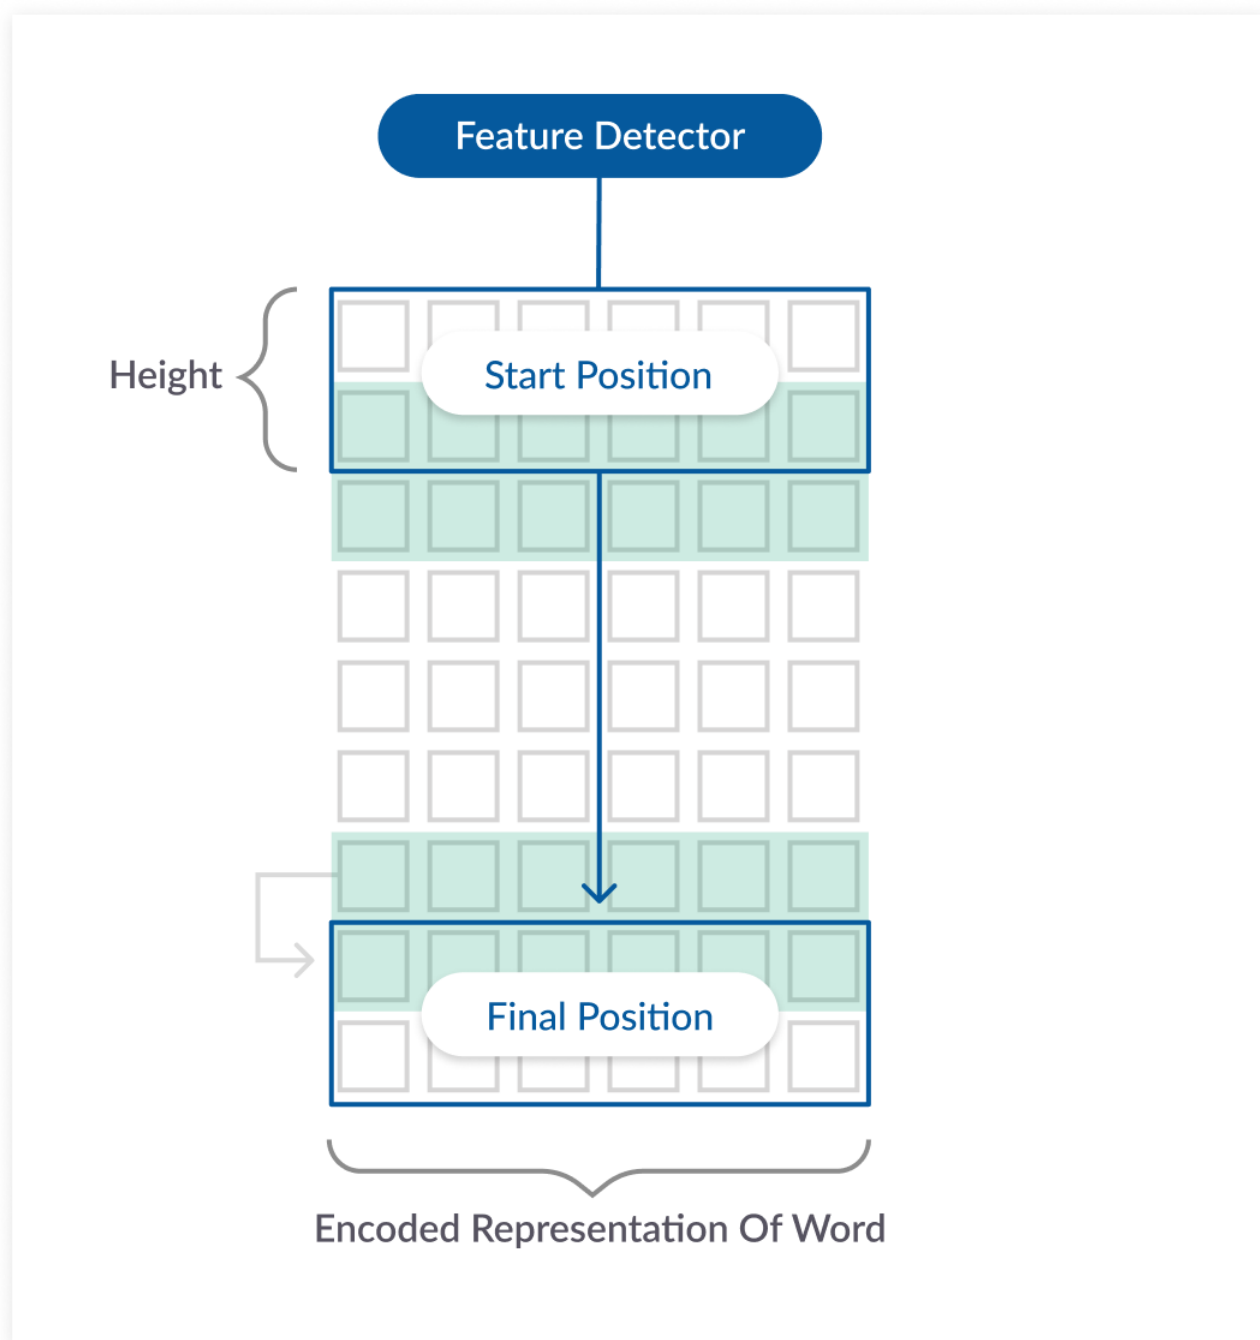 Feature Detector
Start Position
Height
Final Position
Encoded Representation Of Word